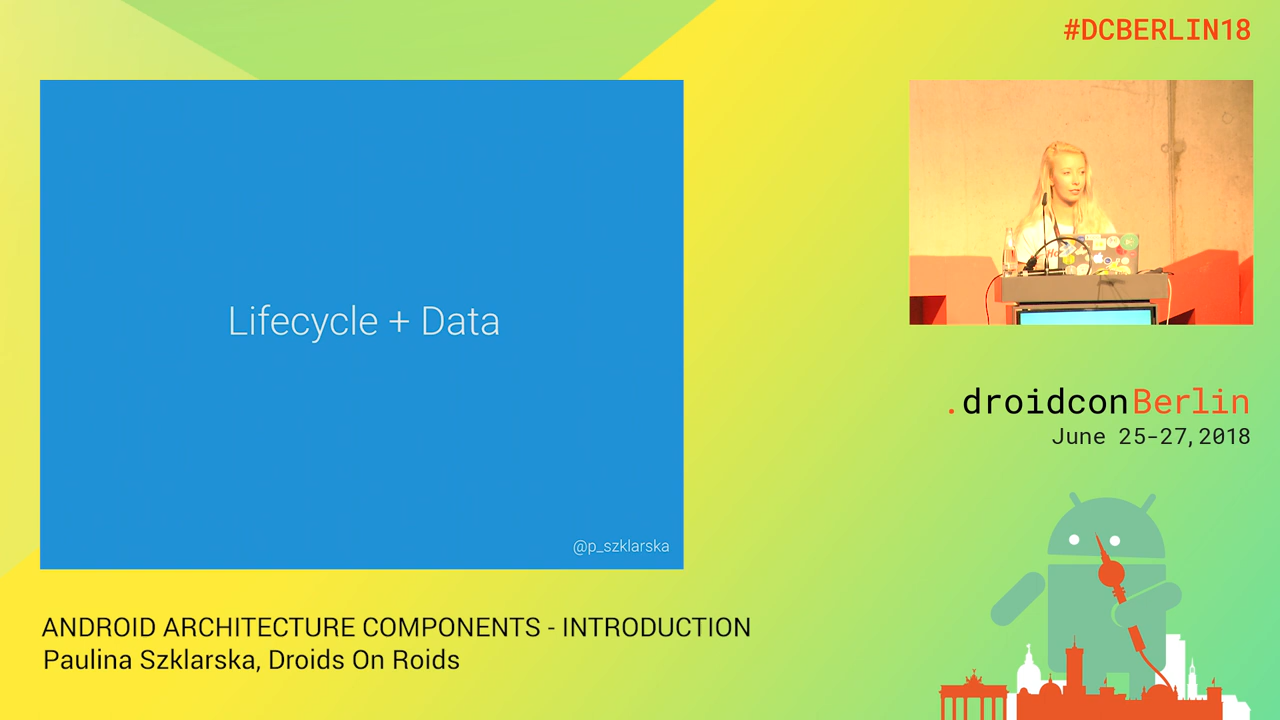 #DCBERLIN18
Lifecycle + Data
@p_szklarska
.droidconBerlin
June 25-27, 2018
ANDROID ARCHITECTURE COMPONENTS - INTRODUCTION
Paulina Szklarska, Droids On Roids